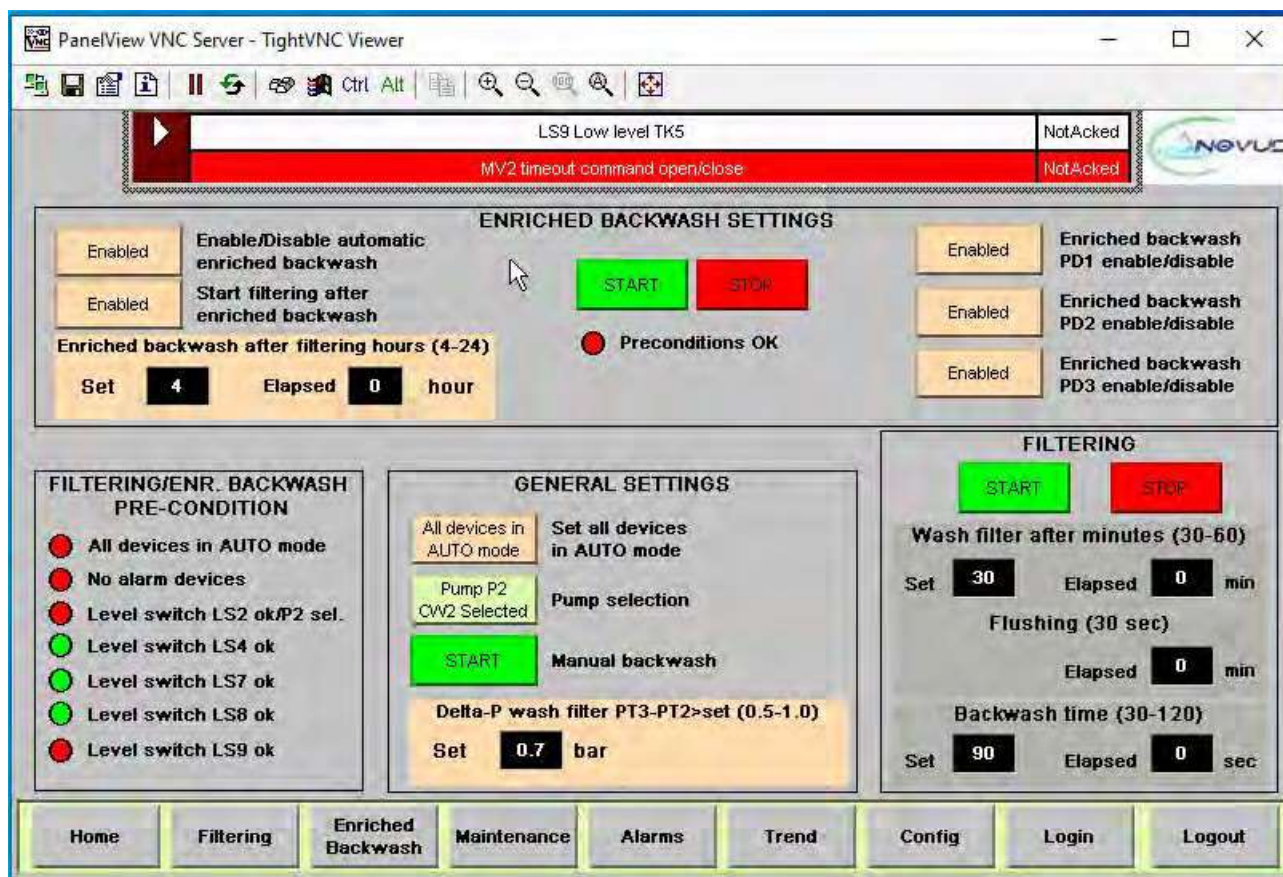 PanelView VNC Server - TightVNC Viewer
Ctrl Alt
LS9 Low level TK5 NotAcked
MV2 timeout command open/close NotAcked
ENRICHED BACKWASH SETTINGS
Enabled
Enable/Disable automatic
enriched backwash
Enabled
Start filtering after
enriched backwash
Enriched backwash after filtering hours (4-24)
Set 4 Elapsed 0 hour
START STOP
Preconditions OK
Enabled
Enriched backwash
PD1 enable/disable
Enabled
Enriched backwash
PD2 enable/disable
Enabled
Enriched backwash
PD3 enable/disable
FILTERING/ENR. BACKWASH
PRE-CONDITION
All devices in AUTO mode
No alarm devices
Level switch LS2 ok/P2 sel.
Level switch LS4 ok
Level switch LS7 ok
Level switch LS8 ok
Level switch LS9 ok
GENERAL SETTINGS
All devices in
AUTO mode
Set all devices
in AUTO mode
Pump P2
CW2 Selected
Pump selection
START Manual backwash
Delta-P wash filter PT3-PT2>set (0.5-1.0)
Set 0.7 bar
FILTERING
START STOP
Wash filter after minutes (30-60)
Set 30 Elapsed 0 min
Flushing (30 sec)
Elapsed 0 min
Backwash time (30-120)
Set 90 Elapsed 0 sec
Home Filtering Enriched Backwash Maintenance Alarms Trend Config Login Logout